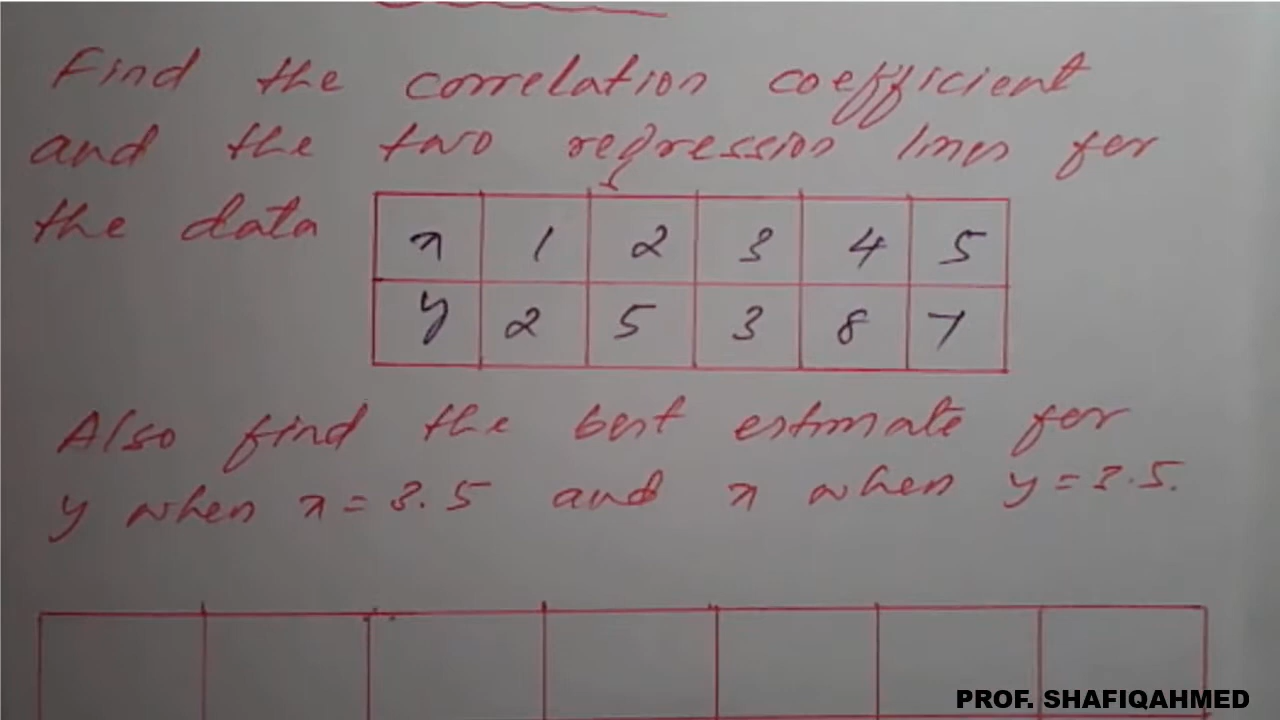 Find the correlation coefficient
and the two regression lines for
the data
x 1 2 3 4 5
y 2 5 3 8 7
Also find the best estimate for
y when x = 3.5 and x when y = 3.5.
PROF. SHAFIQAHMED